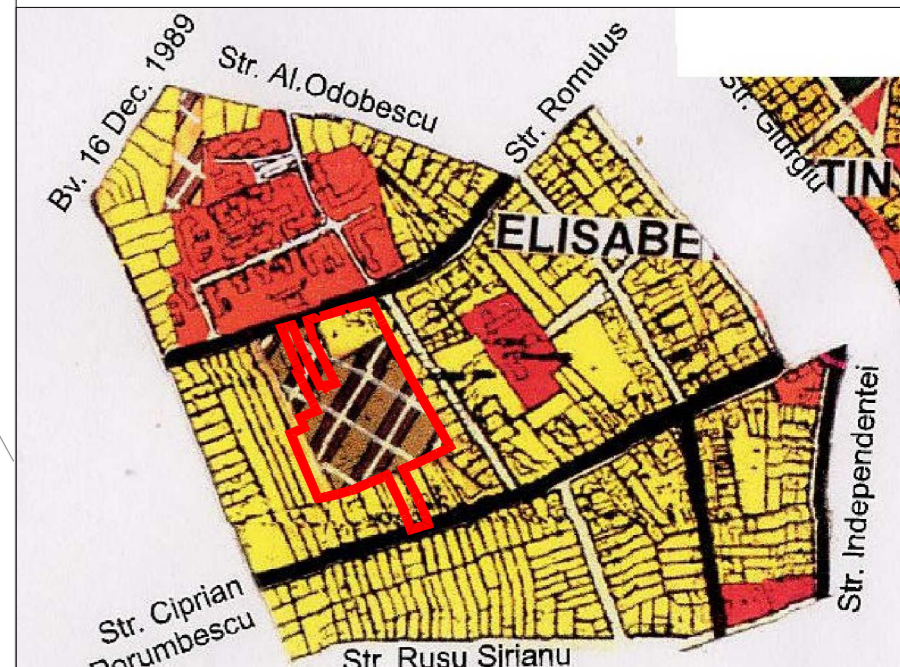 Bv. 16 Dec. 1989
Str. Al.Odobescu
Str. Romulus
Str. Giurgiu
TIN
ELISABE
Str. Independentei
Str. Ciprian
Porumbescu
Str. Rusu Sirianu